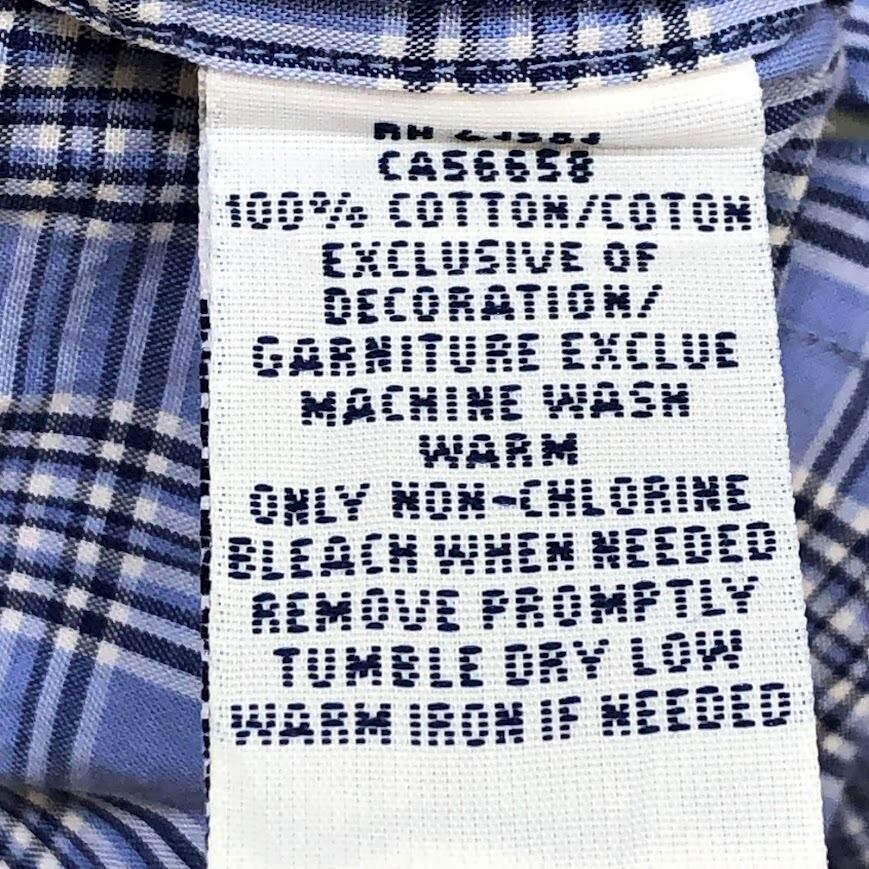 CA56658
100% COTTON/COTON
EXCLUSIVE OF
DECORATION/
GARNITURE EXCLUE
MACHINE WASH
WARM
ONLY NON-CHLORINE
BLEACH WHEN NEEDED
REMOVE PROMPTLY
TUMBLE DRY LOW
WARM IRON IF NEEDED